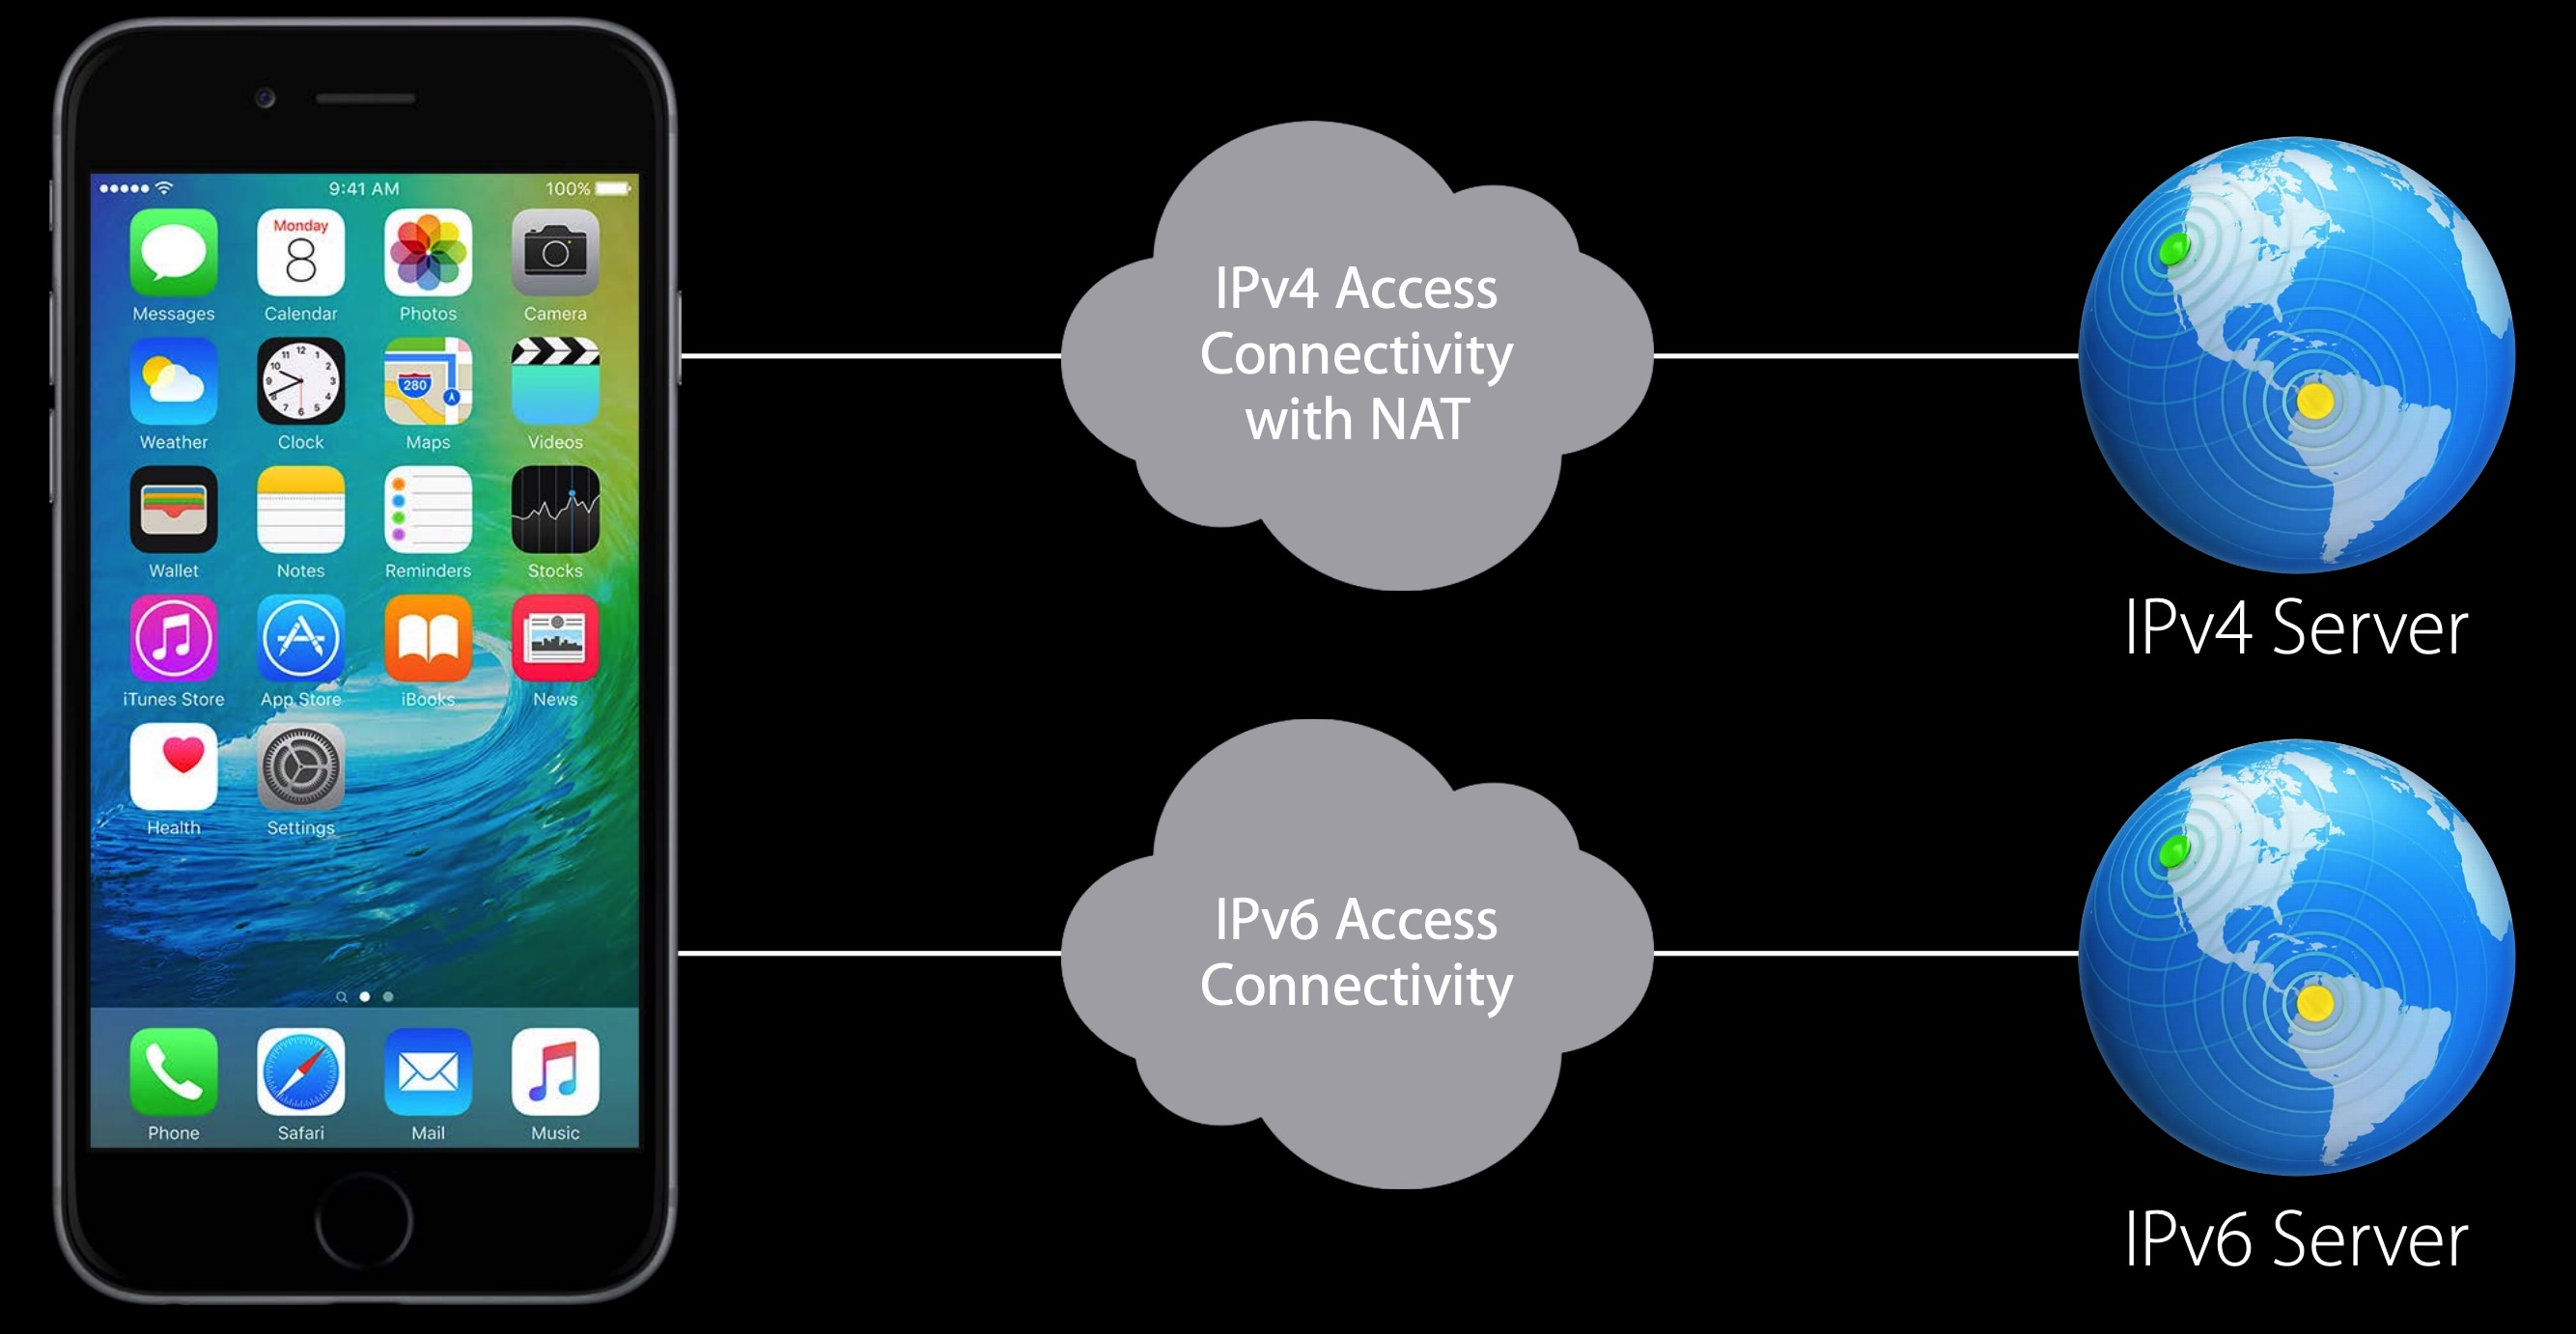 9:41 AM 100%
Monday
8
Messages Calendar Photos Camera
280
Weather Clock Maps Videos
Wallet Notes Reminders Stocks
iTunes Store App Store iBooks News
Health Settings
Phone Safari Mail Music
IPv4 Access
Connectivity
with NAT
IPv4 Server
IPv6 Access
Connectivity
IPv6 Server